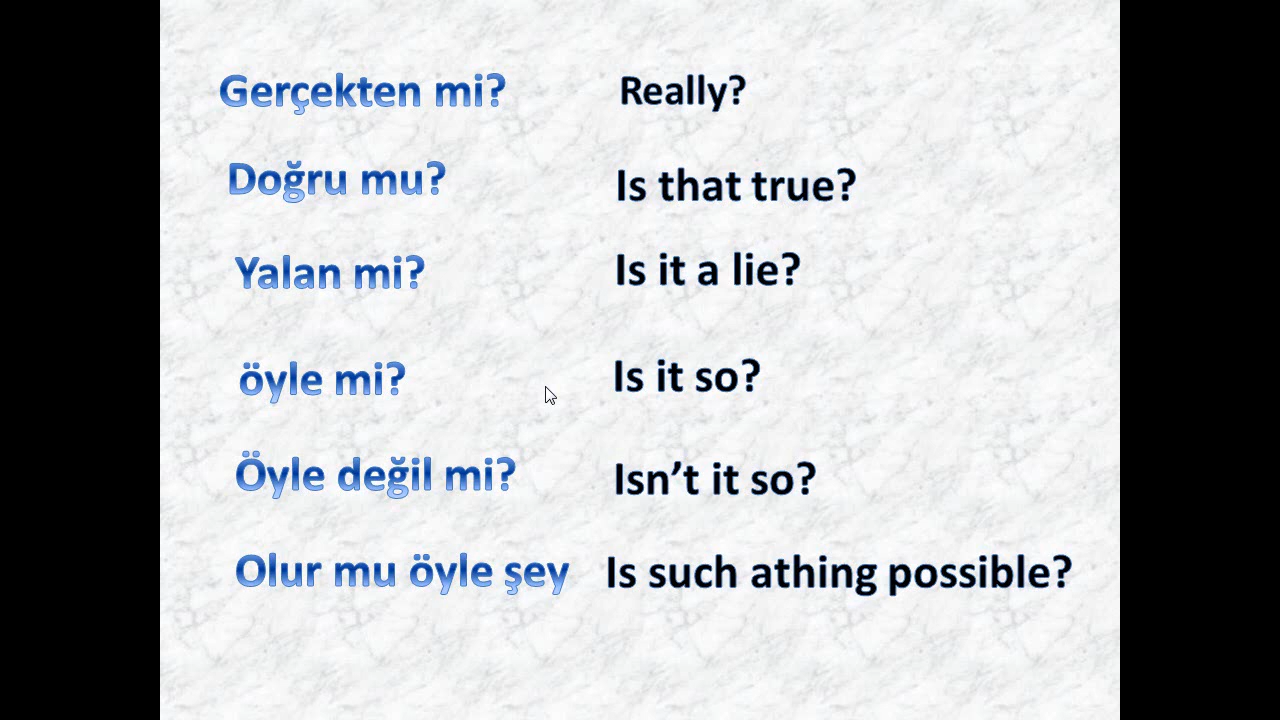 Gerçekten mi? Really?
Doğru mu? Is that true?
Yalan mi? Is it a lie?
öyle mi? Is it so?
Öyle değil mi? Isn’t it so?
Olur mu öyle şey Is such athing possible?